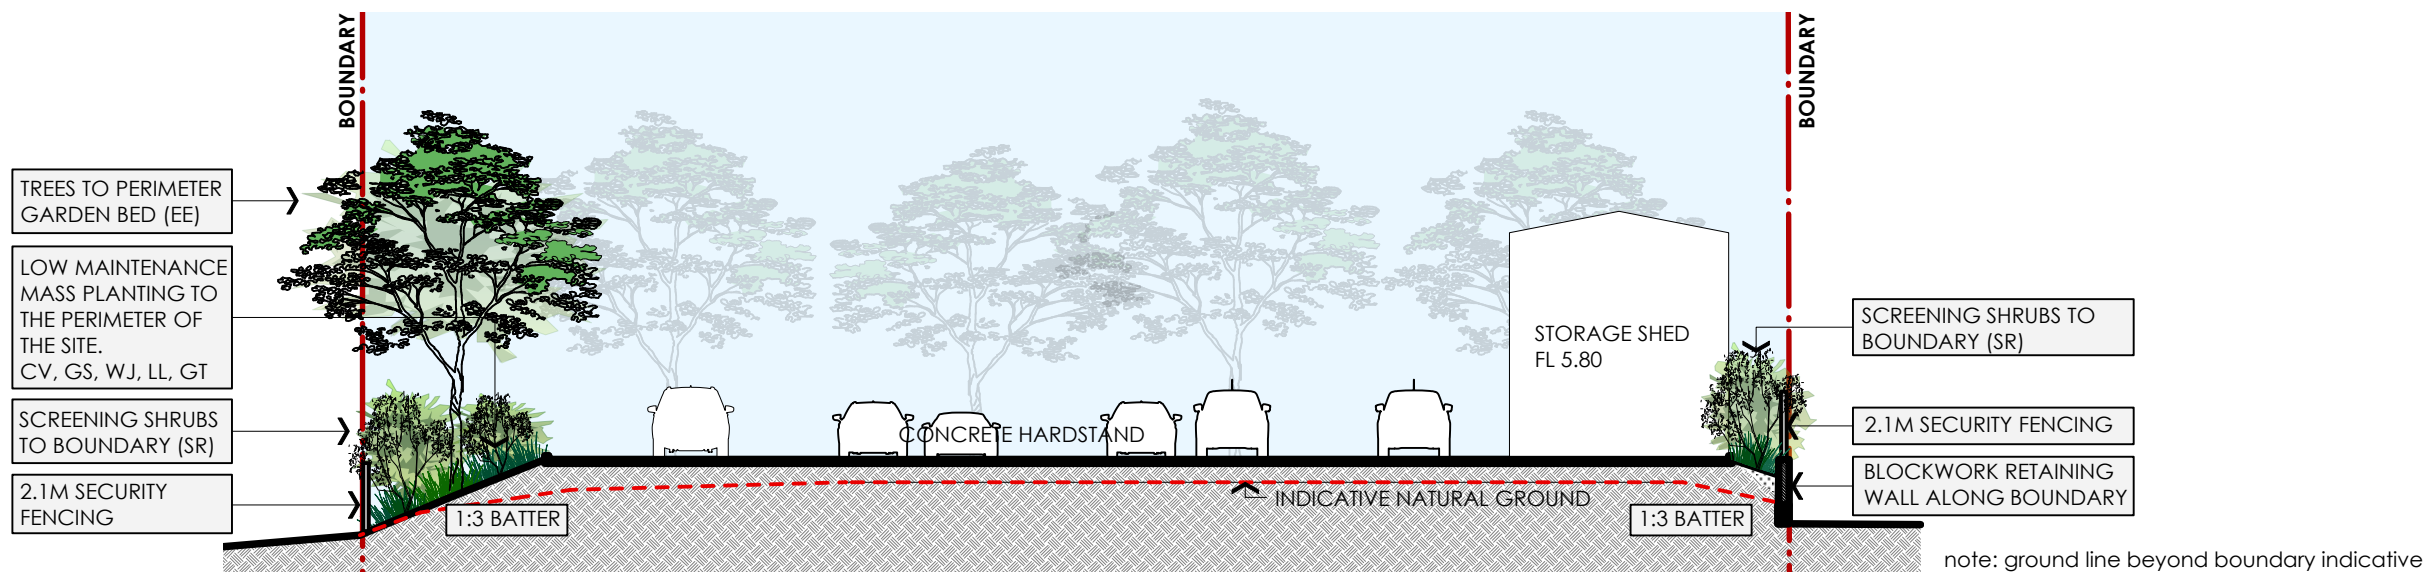 BOUNDARY
BOUNDARY
TREES TO PERIMETER
GARDEN BED (EE)
LOW MAINTENANCE
MASS PLANTING TO
THE PERIMETER OF
THE SITE.
CV, GS, WJ, LL, GT
SCREENING SHRUBS
TO BOUNDARY (SR)
2.1M SECURITY
FENCING
1:3 BATTER
CONCRETE HARDSTAND
INDICATIVE NATURAL GROUND
STORAGE SHED
FL 5.80
1:3 BATTER
SCREENING SHRUBS TO
BOUNDARY (SR)
2.1M SECURITY FENCING
BLOCKWORK RETAINING
WALL ALONG BOUNDARY
note: ground line beyond boundary indicative